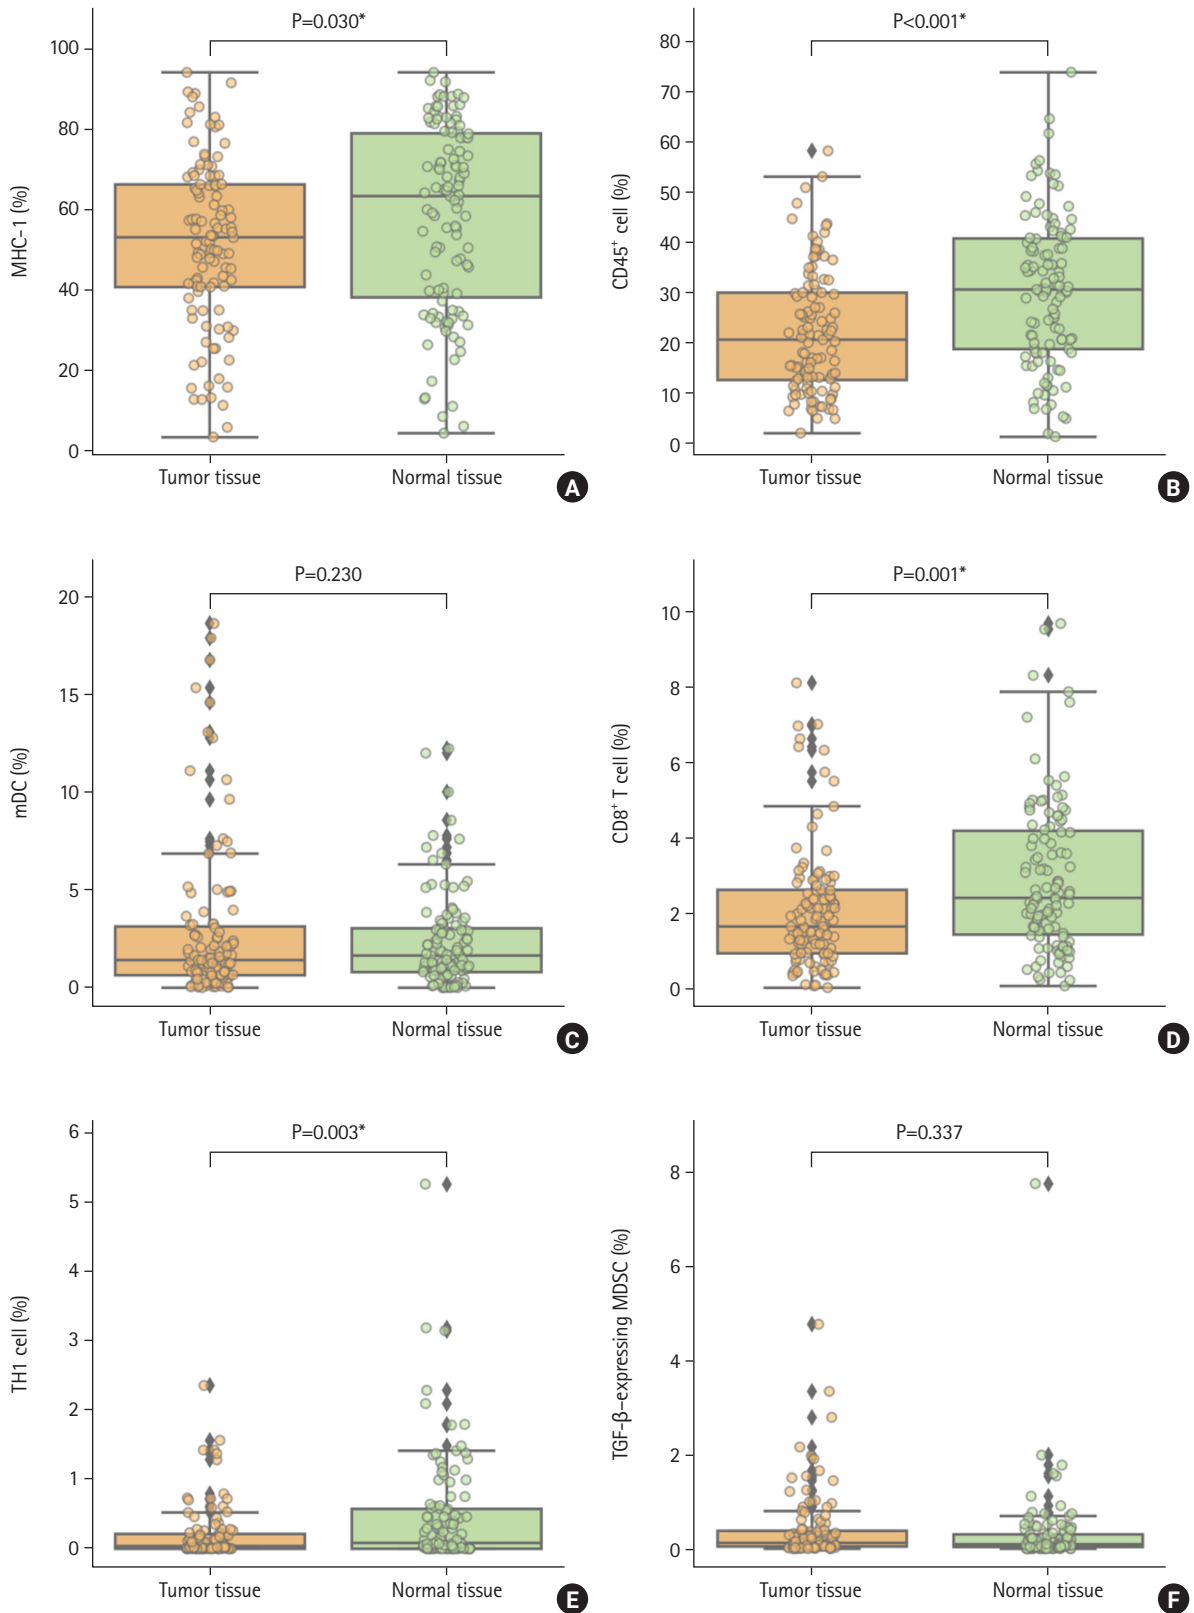 P=0.030*
MHC-1 (%)
100
80
60
40
20
0
Tumor tissue
Normal tissue
A
P<0.001*
CD45+ cell (%)
80
70
60
50
40
30
20
10
0
Tumor tissue
Normal tissue
B
P=0.230
mDC (%)
20
15
10
5
0
Tumor tissue
Normal tissue
C
P=0.001*
CD8+ T cell (%)
10
8
6
4
2
0
Tumor tissue
Normal tissue
D
P=0.003*
TH1 cell (%)
6
5
4
3
2
1
0
Tumor tissue
Normal tissue
E
P=0.337
TGF-β-expressing MDSC (%)
8
6
4
2
0
Tumor tissue
Normal tissue
F